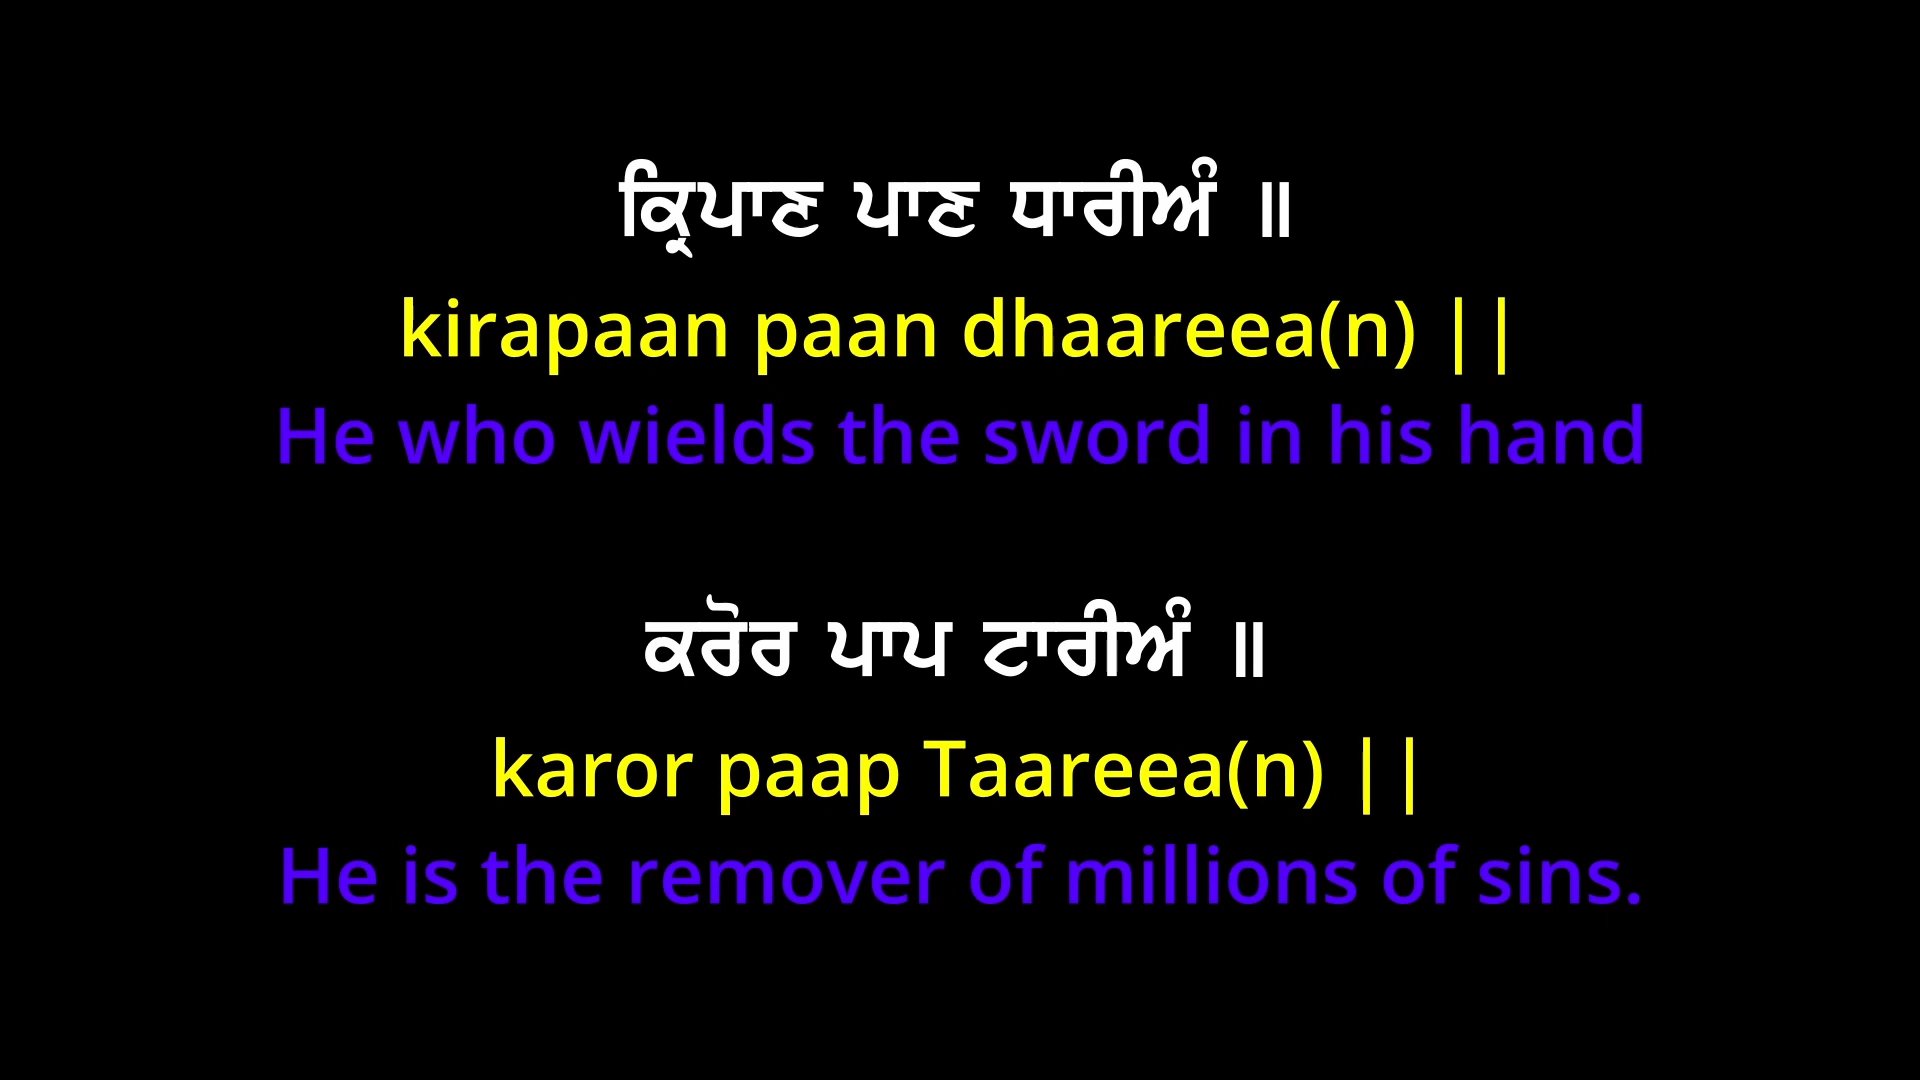 ਕ੍ਰਿਪਾਣ ਪਾਣ ਧਾਰੀਅੰ ॥
kirapaan paan dhaareea(n) ||
He who wields the sword in his hand
ਕਰੋਰ ਪਾਪ ਟਾਰੀਅੰ ॥
karor paap Taareea(n) ||
He is the remover of millions of sins.